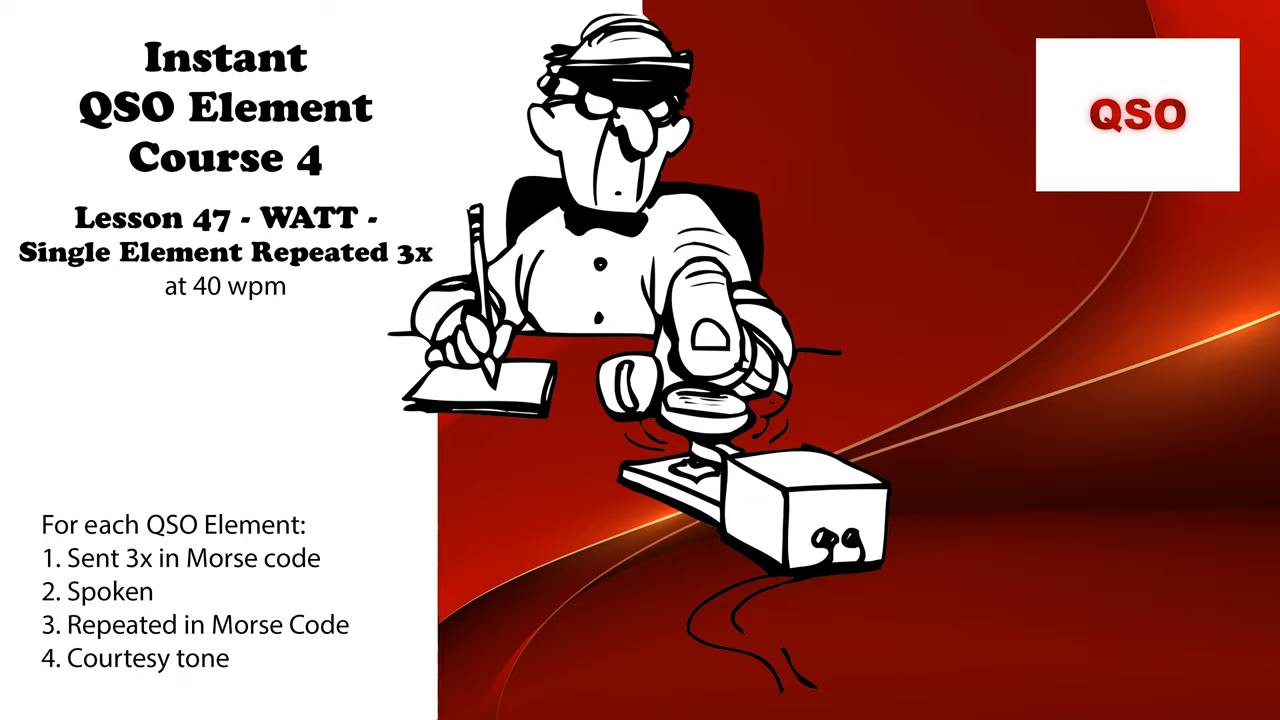 Instant
QSO Element
Course 4
Lesson 47 - WATT -
Single Element Repeated 3x
at 40 wpm
QSO
For each QSO Element:
1. Sent 3x in Morse code
2. Spoken
3. Repeated in Morse Code
4. Courtesy tone